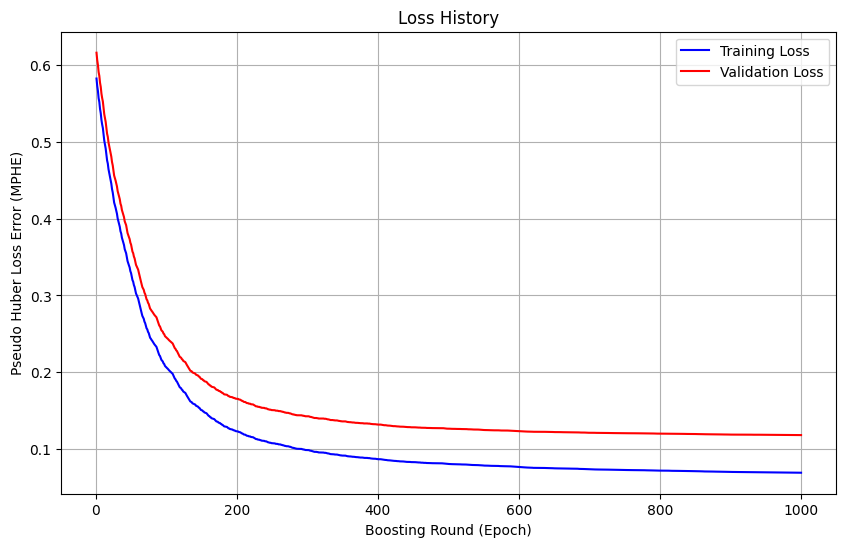 Loss History
Training Loss
Validation Loss
Pseudo Huber Loss Error (MPHE)
0.6
0.5
0.4
0.3
0.2
0.1
0 200 400 600 800 1000
Boosting Round (Epoch)